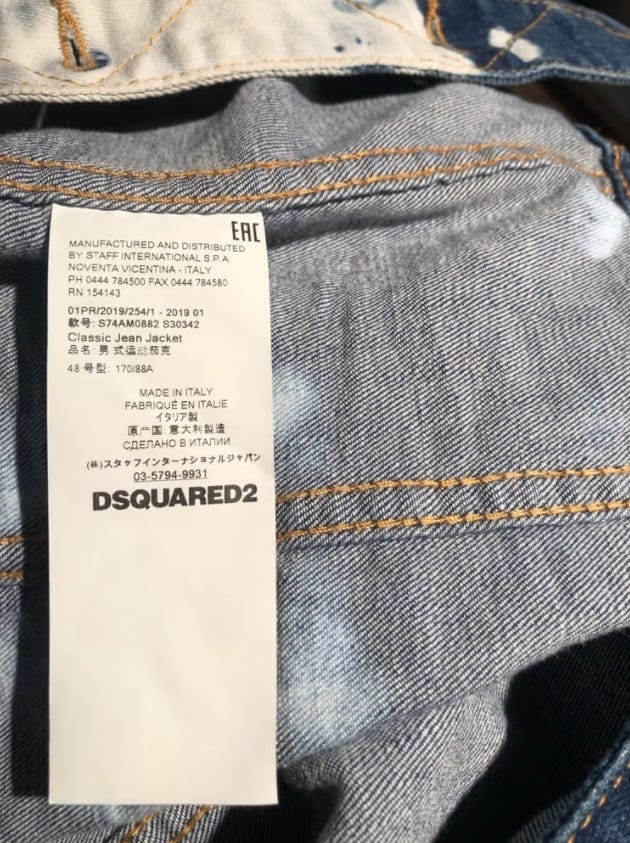 EAC
MANUFACTURED AND DISTRIBUTED
BY STAFF INTERNATIONAL S.P.A
NOVENTA VICENTINA - ITALY
PH 0444 784500 FAX 0444 784580
RN 154143
01PR/2019/254/1 - 2019 01
款号: S74AM0882 S30342
Classic Jean Jacket
品名: 男 式运动茄克
48 号型: 170/88A
MADE IN ITALY
FABRIQUÉ EN ITALIE
イタリア製
原产国: 意大利製造
СДЕЛАНО В ИТАЛИИ
(株)スタッフインターナショナルジャパン
03-5794-9931
DSQUARED2